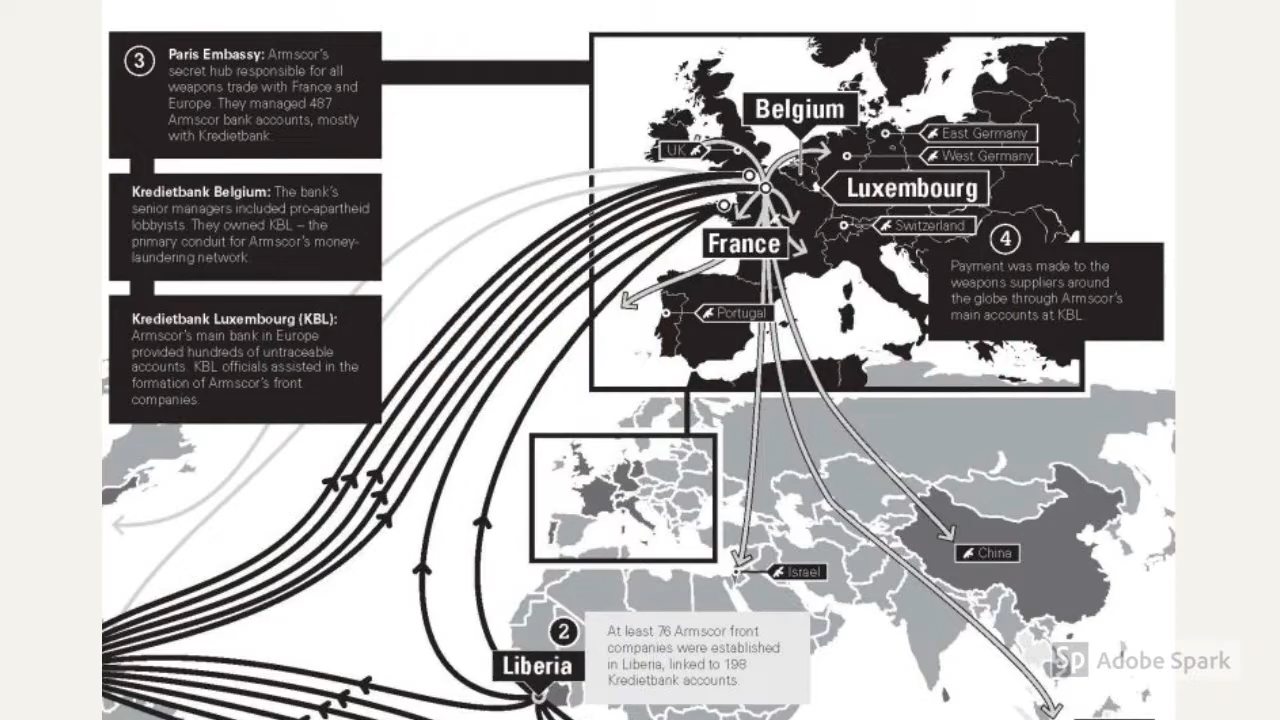 3
Paris Embassy: Armscor's
secret hub responsible for all
weapons trade with France and
Europe. They managed 487
Armscor bank accounts, mostly
with Kredietbank.
Kredietbank Belgium: The bank's
senior managers included pro-apartheid
lobbyists. They owned KBL – the
primary conduit for Armscor's money-
laundering network.
Kredietbank Luxembourg (KBL):
Armscor's main bank in Europe
provided hundreds of untraceable
accounts. KBL officials assisted in the
formation of Armscor's front
companies.
Belgium
East Germany
UK
West Germany
Luxembourg
Switzerland
France
4
Payment was made to the
weapons suppliers around
the globe through Armscor's
main accounts at KBL.
Portugal
China
Israel
2
At least 76 Armscor front
companies were established
in Liberia, linked to 198
Kredietbank accounts.
Liberia
Sp Adobe Spark